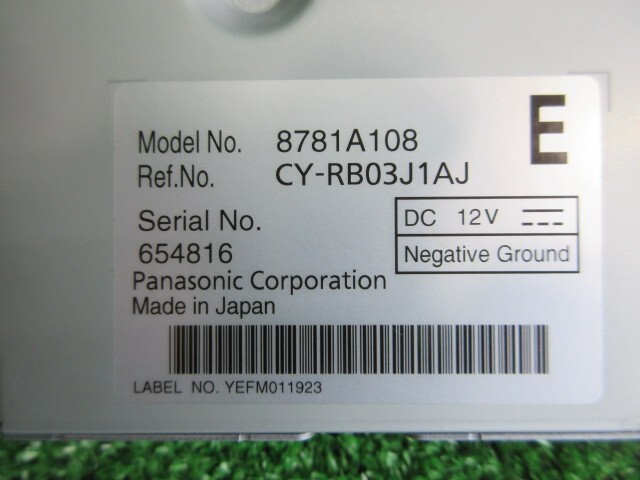 E
Model No. 8781A108
Ref.No. CY-RB03J1AJ
Serial No.
654816
DC 12V
Negative Ground
Panasonic Corporation
Made in Japan
LABEL NO. YEFM011923